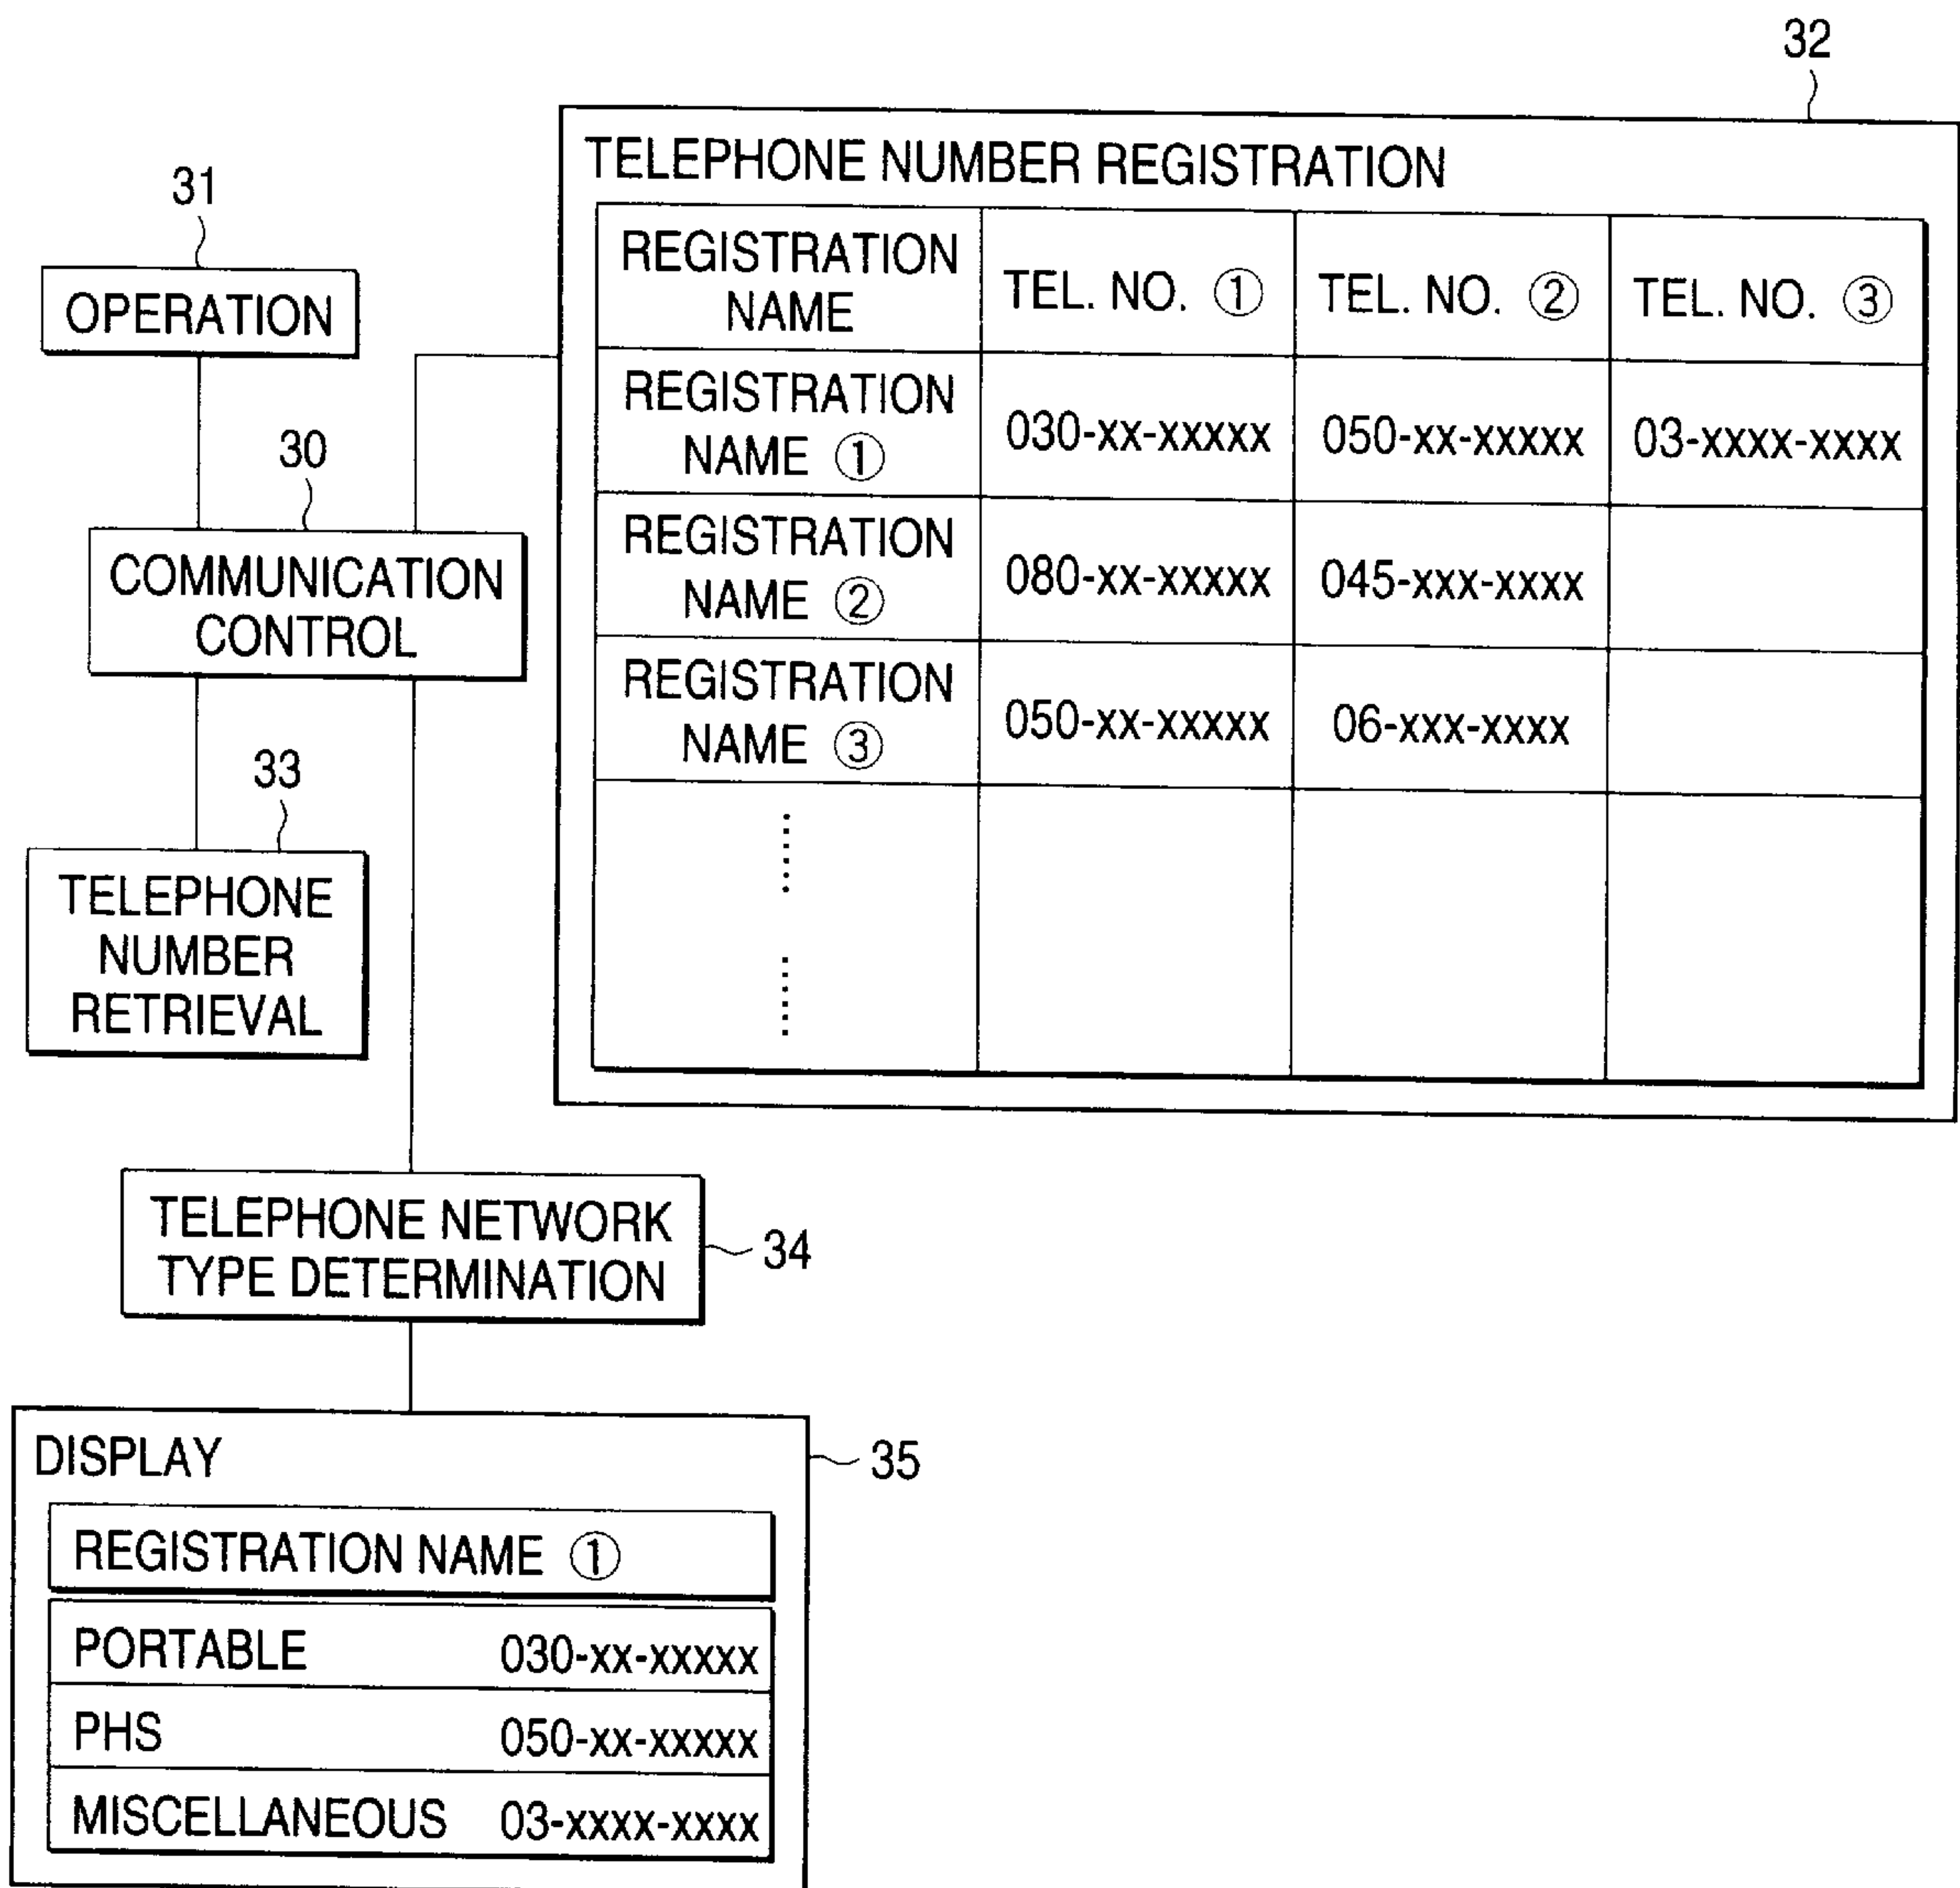 32
TELEPHONE NUMBER REGISTRATION
REGISTRATION NAME
TEL. NO. ①
TEL. NO. ②
TEL. NO. ③
REGISTRATION NAME ①
030-xx-xxxxx
050-xx-xxxxx
03-xxxx-xxxx
REGISTRATION NAME ②
080-xx-xxxxx
045-xxx-xxxx
REGISTRATION NAME ③
050-xx-xxxxx
06-xxx-xxxx
31
OPERATION
30
COMMUNICATION
CONTROL
33
TELEPHONE
NUMBER
RETRIEVAL
TELEPHONE NETWORK
TYPE DETERMINATION
34
DISPLAY
35
REGISTRATION NAME ①
PORTABLE 030-xx-xxxxx
PHS 050-xx-xxxxx
MISCELLANEOUS 03-xxxx-xxxx